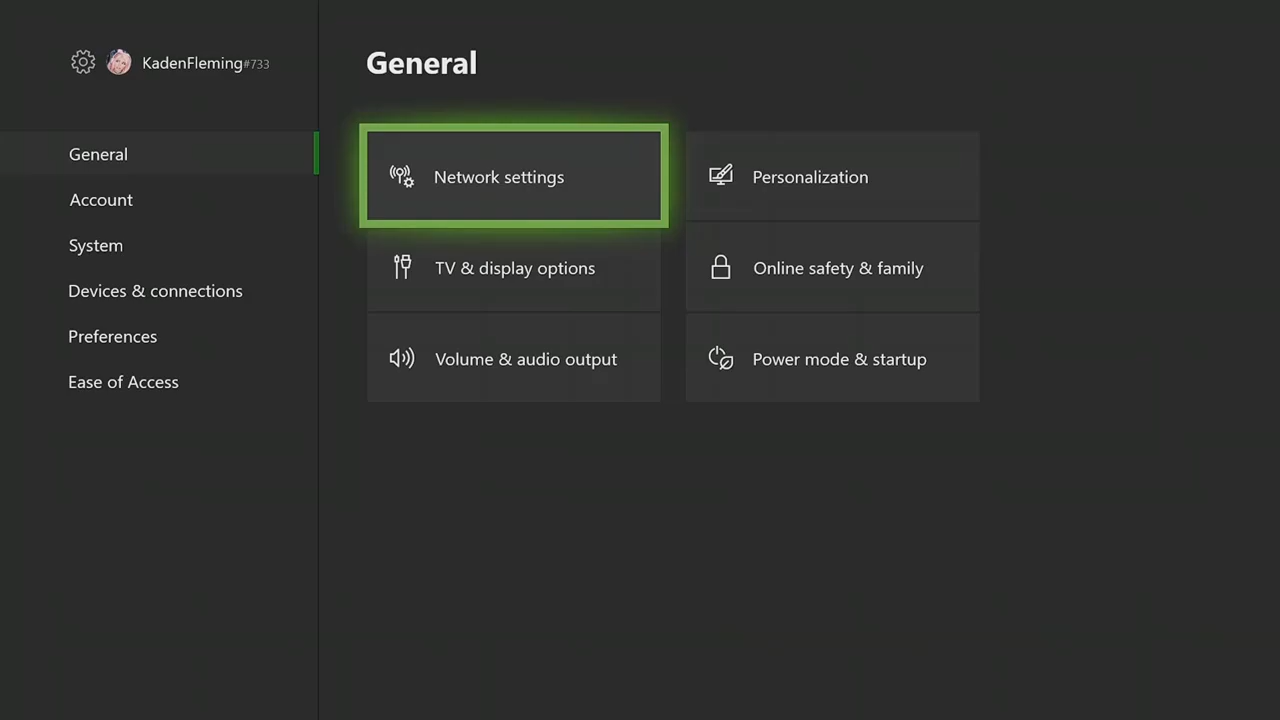 KadenFleming#733
General
Account
System
Devices & connections
Preferences
Ease of Access
General
Network settings
Personalization
TV & display options
Online safety & family
Volume & audio output
Power mode & startup